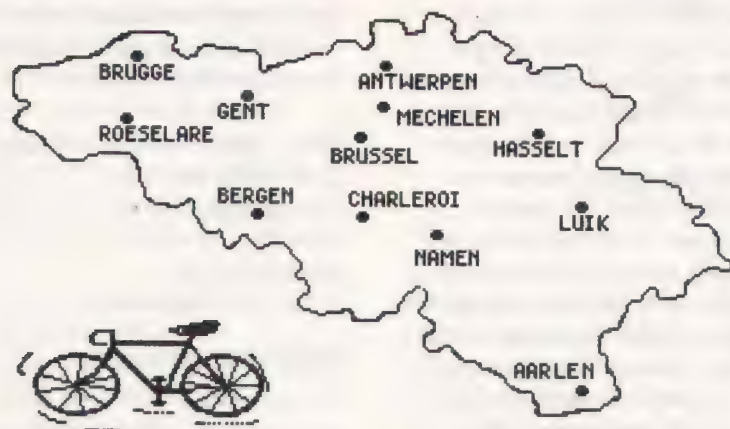 BRUGGE
ANTWERPEN
GENT
MECHELEN
ROESELARE
BRUSSEL
HASSELT
BERGEN
CHARLEROI
LUIK
NAMEN
AARLEN